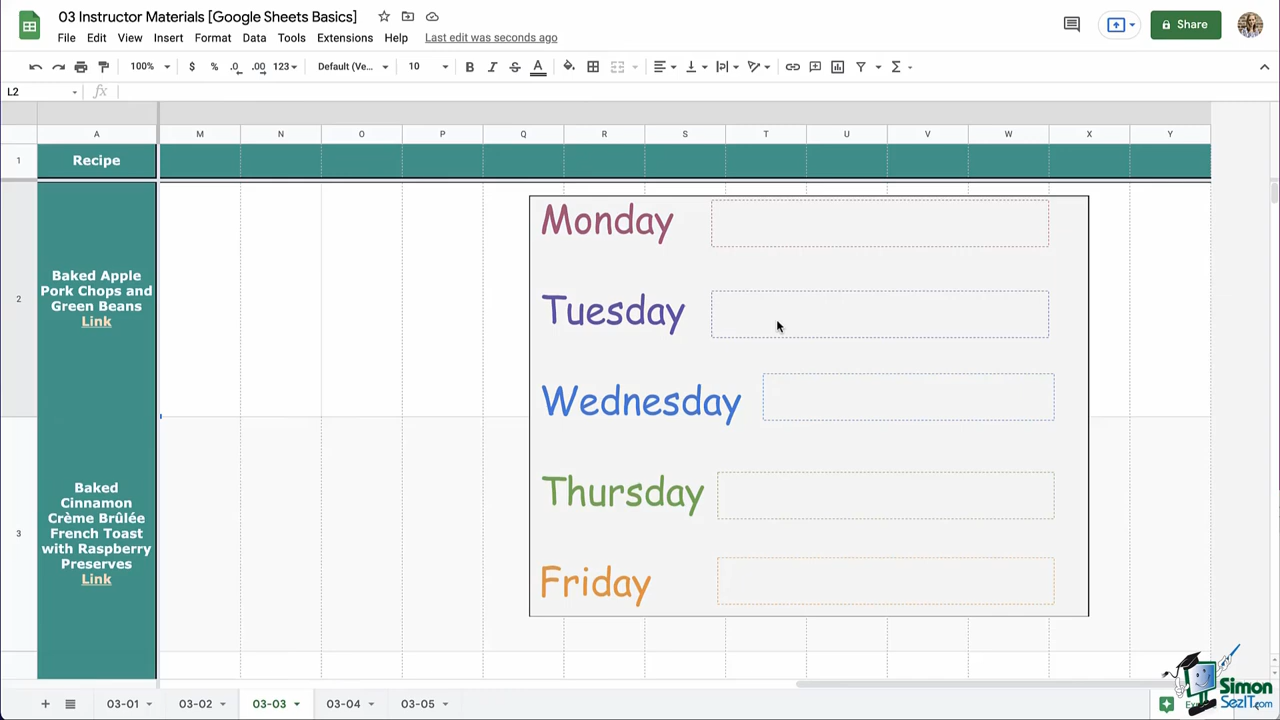 03 Instructor Materials [Google Sheets Basics]
File Edit View Insert Format Data Tools Extensions Help Last edit was seconds ago
Share
100% $ % .0 .00 123 Default (Ve... 10 B I S A Σ
L2 fx
A M N O P Q R S T U V W X Y
1 Recipe
2
Baked Apple
Pork Chops and
Green Beans
Link
3
Baked
Cinnamon
Crème Brûlée
French Toast
with Raspberry
Preserves
Link
Monday
Tuesday
Wednesday
Thursday
Friday
+ 03-01 03-02 03-03 03-04 03-05
Simon
SezIT.com